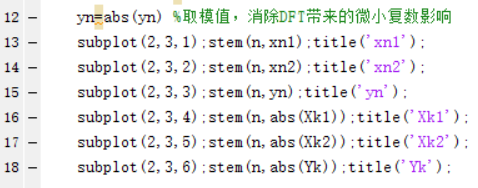 12 - yn=abs(yn) %取模值，消除DFT带来的微小复数影响
13 - subplot(2,3,1);stem(n,xn1);title('xn1');
14 - subplot(2,3,2);stem(n,xn2);title('xn2');
15 - subplot(2,3,3);stem(n,yn);title('yn');
16 - subplot(2,3,4);stem(n,abs(Xk1));title('Xk1');
17 - subplot(2,3,5);stem(n,abs(Xk2));title('Xk2');
18 - subplot(2,3,6);stem(n,abs(Yk));title('Yk');